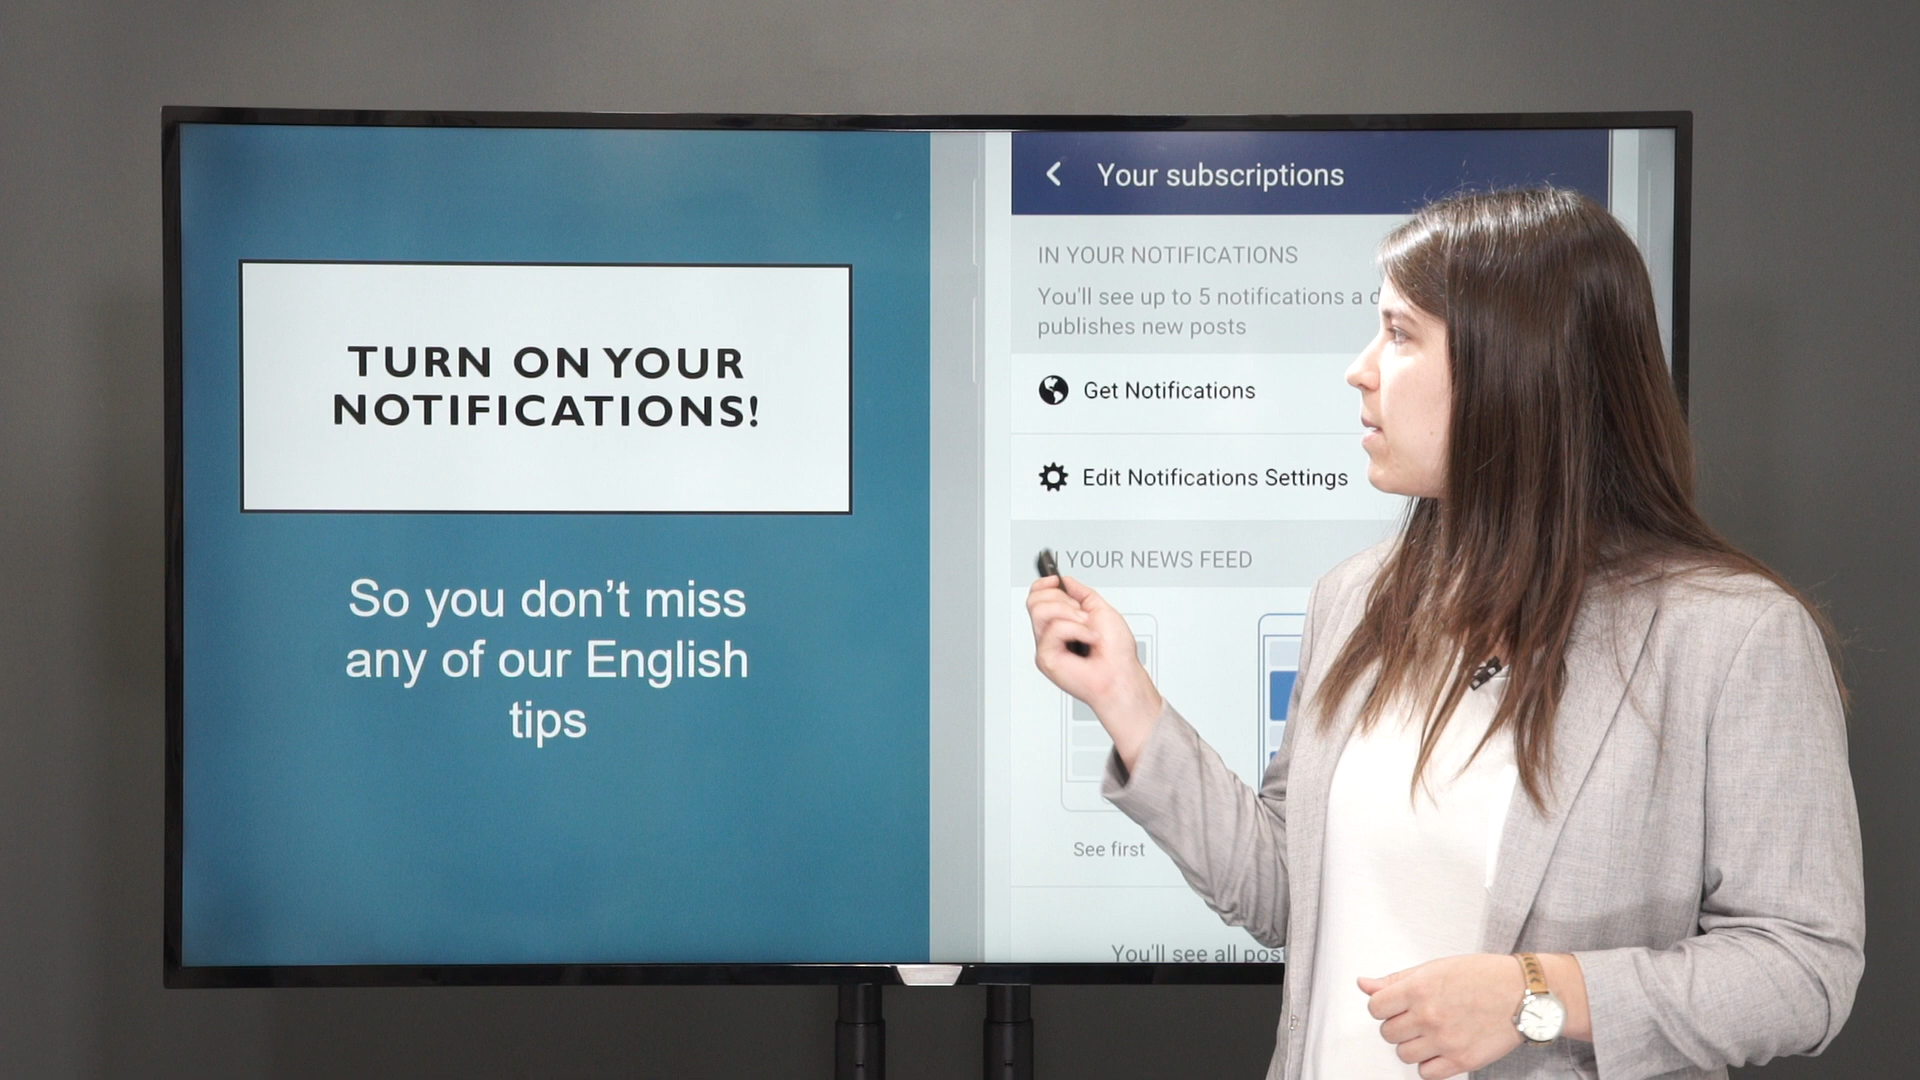 TURN ON YOUR
NOTIFICATIONS!
So you don't miss
any of our English
tips
Your subscriptions
IN YOUR NOTIFICATIONS
You'll see up to 5 notifications a
publishes new posts
Get Notifications
Edit Notifications Settings
YOUR NEWS FEED
See first
You'll see all